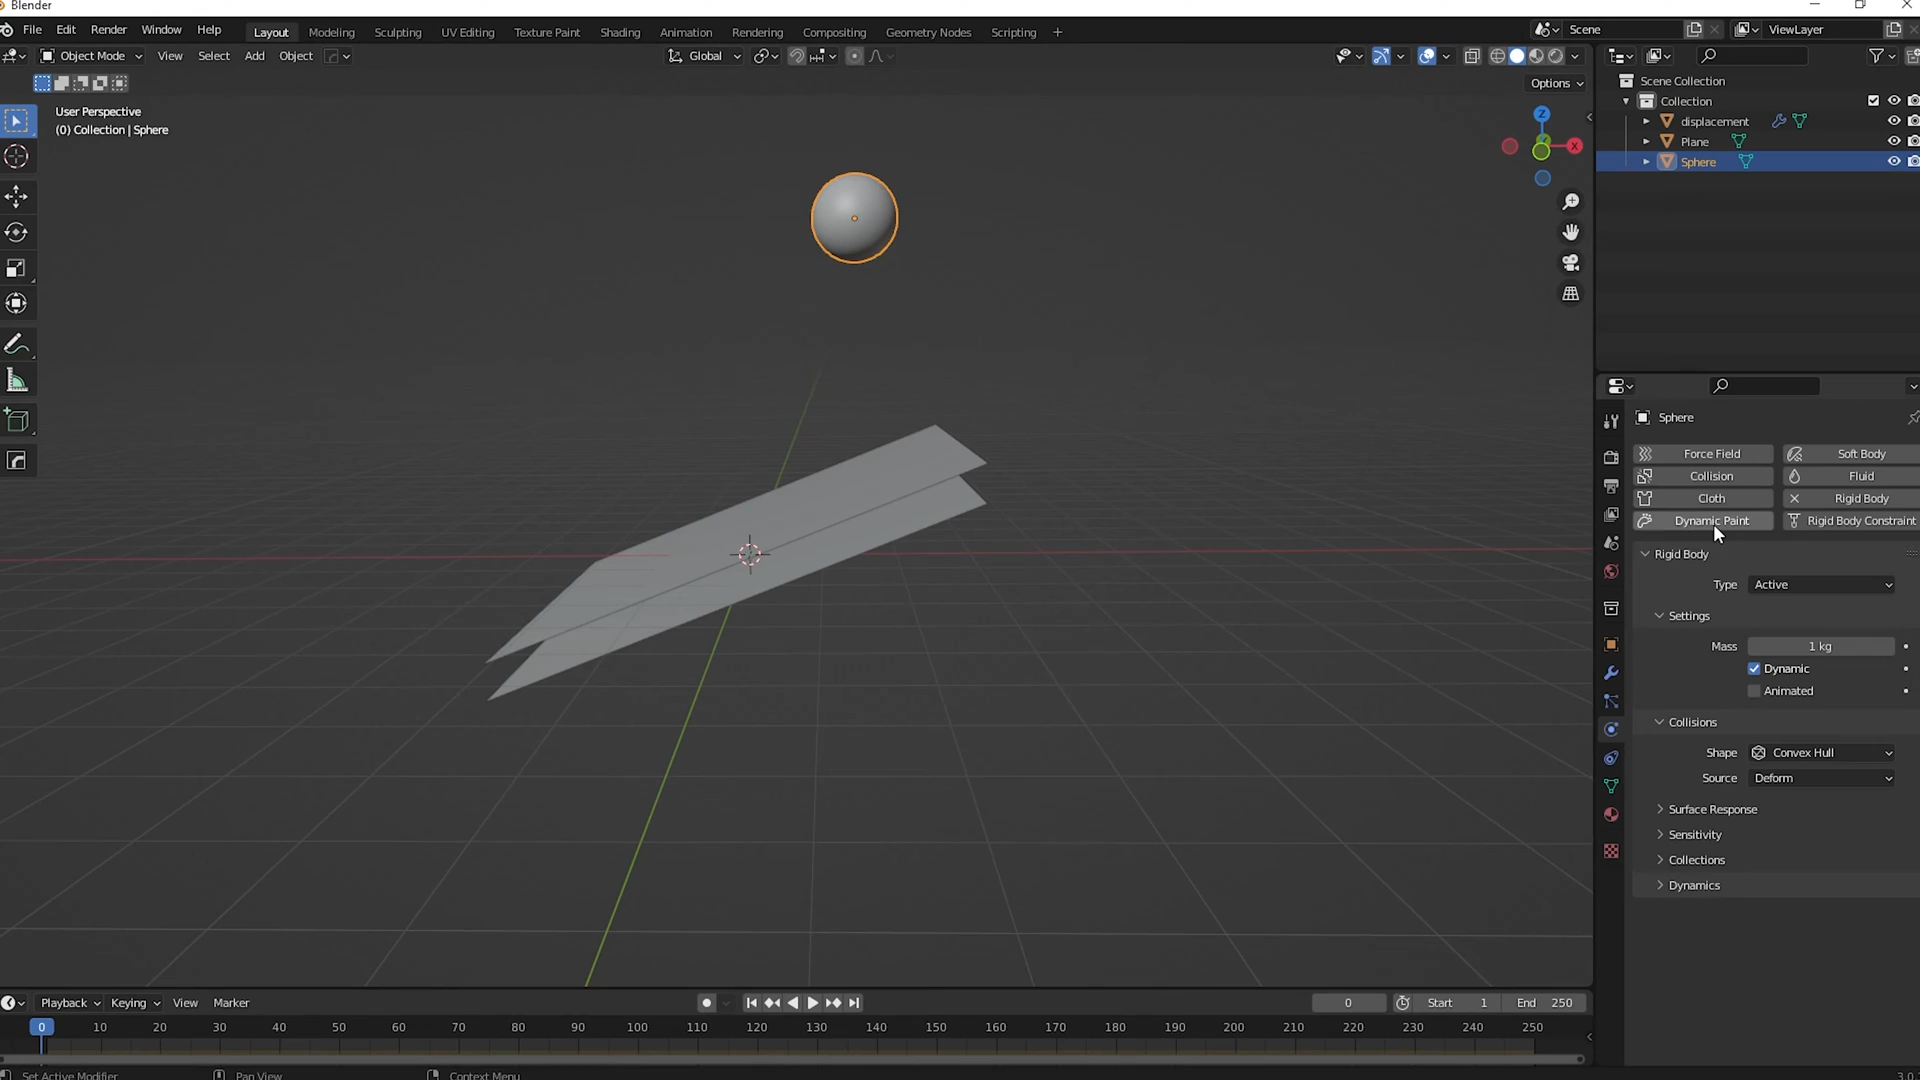 Blender
File Edit Render Window Help Layout Modeling Sculpting UV Editing Texture Paint Shading Animation Rendering Compositing Geometry Nodes Scripting + Scene ViewLayer
Object Mode View Select Add Object Global
Options
User Perspective
(0) Collection | Sphere
Z
X
Scene Collection
Collection
displacement
Plane
Sphere
Sphere
Force Field Soft Body
Collision Fluid
Cloth Rigid Body
Dynamic Paint Rigid Body Constraint
Rigid Body
Type Active
Settings
Mass 1 kg
Dynamic
Animated
Collisions
Shape Convex Hull
Source Deform
Surface Response
Sensitivity
Collections
Dynamics
Playback Keying View Marker 0 Start 1 End 250
0 10 20 30 40 50 60 70 80 90 100 110 120 130 140 150 160 170 180 190 200 210 220 230 240 250
Set Active Modifier Pan View Context Menu 3.0.